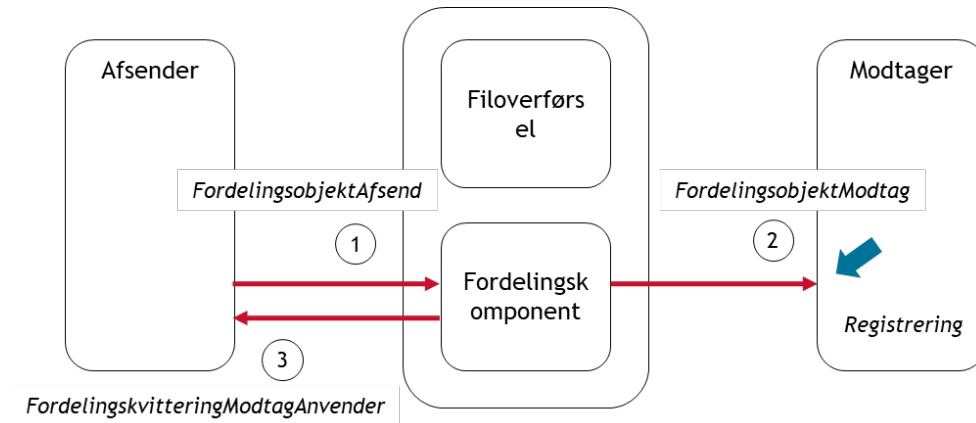 Afsender
Filoverførs
el
Modtager
FordelingsobjektAfsend
FordelingsobjektModtag
1
2
Fordelingsk
omponent
Registrering
3
FordelingskvitteringModtagAnvender